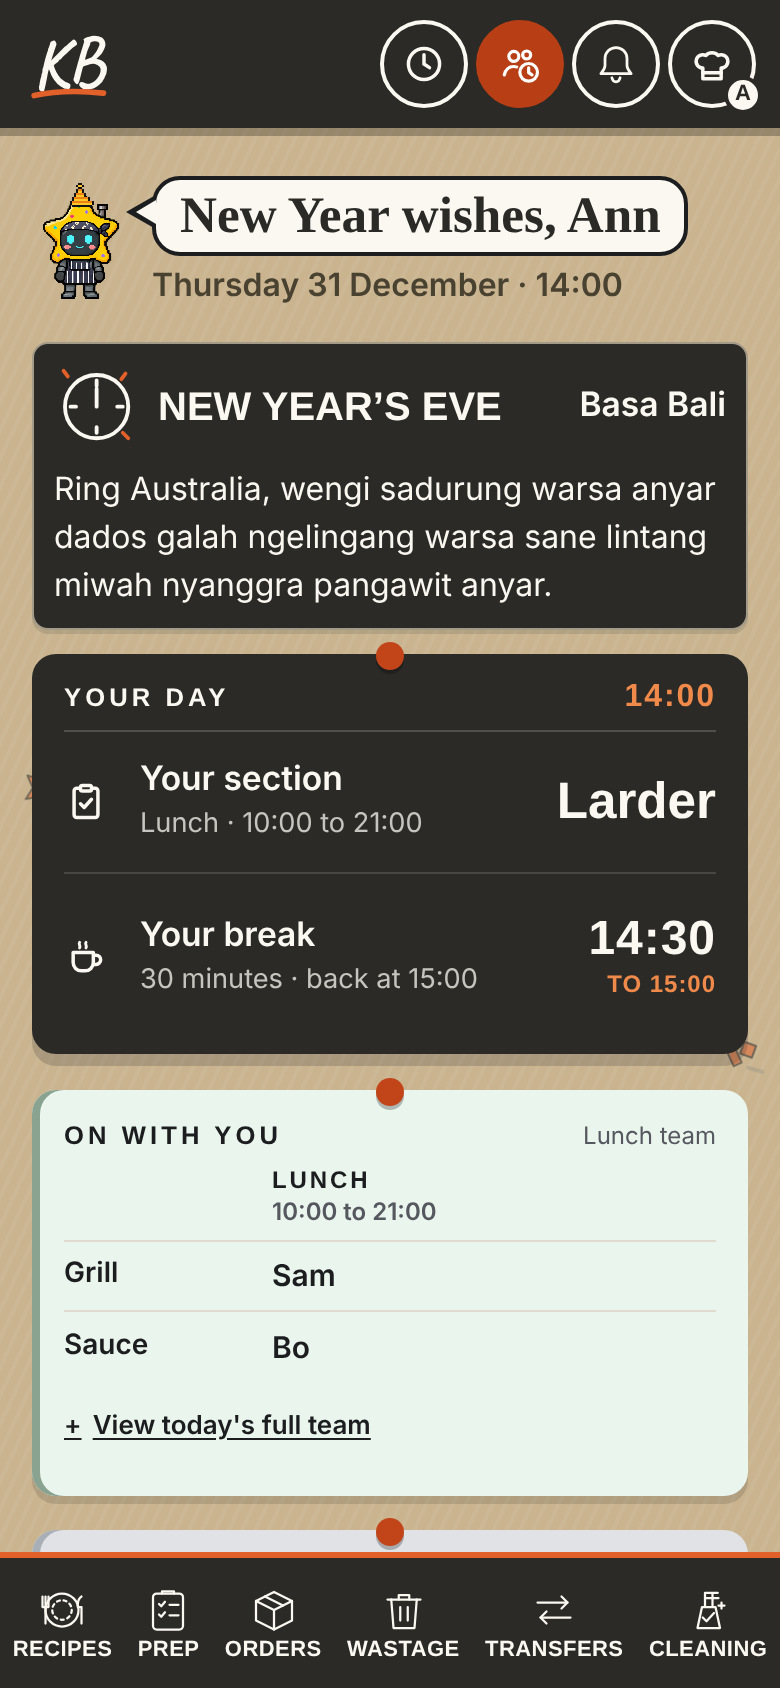 KB
A
New Year wishes, Ann
Thursday 31 December · 14:00
NEW YEAR’S EVE
Basa Bali
Ring Australia, wengi sadurung warsa anyar
dados galah ngelingang warsa sane lintang
miwah nyanggra pangawit anyar.
YOUR DAY
14:00
Your section
Lunch · 10:00 to 21:00
Larder
Your break
30 minutes · back at 15:00
14:30
TO 15:00
ON WITH YOU
Lunch team
LUNCH
10:00 to 21:00
Grill
Sam
Sauce
Bo
+ View today's full team
RECIPES
PREP
ORDERS
WASTAGE
TRANSFERS
CLEANING